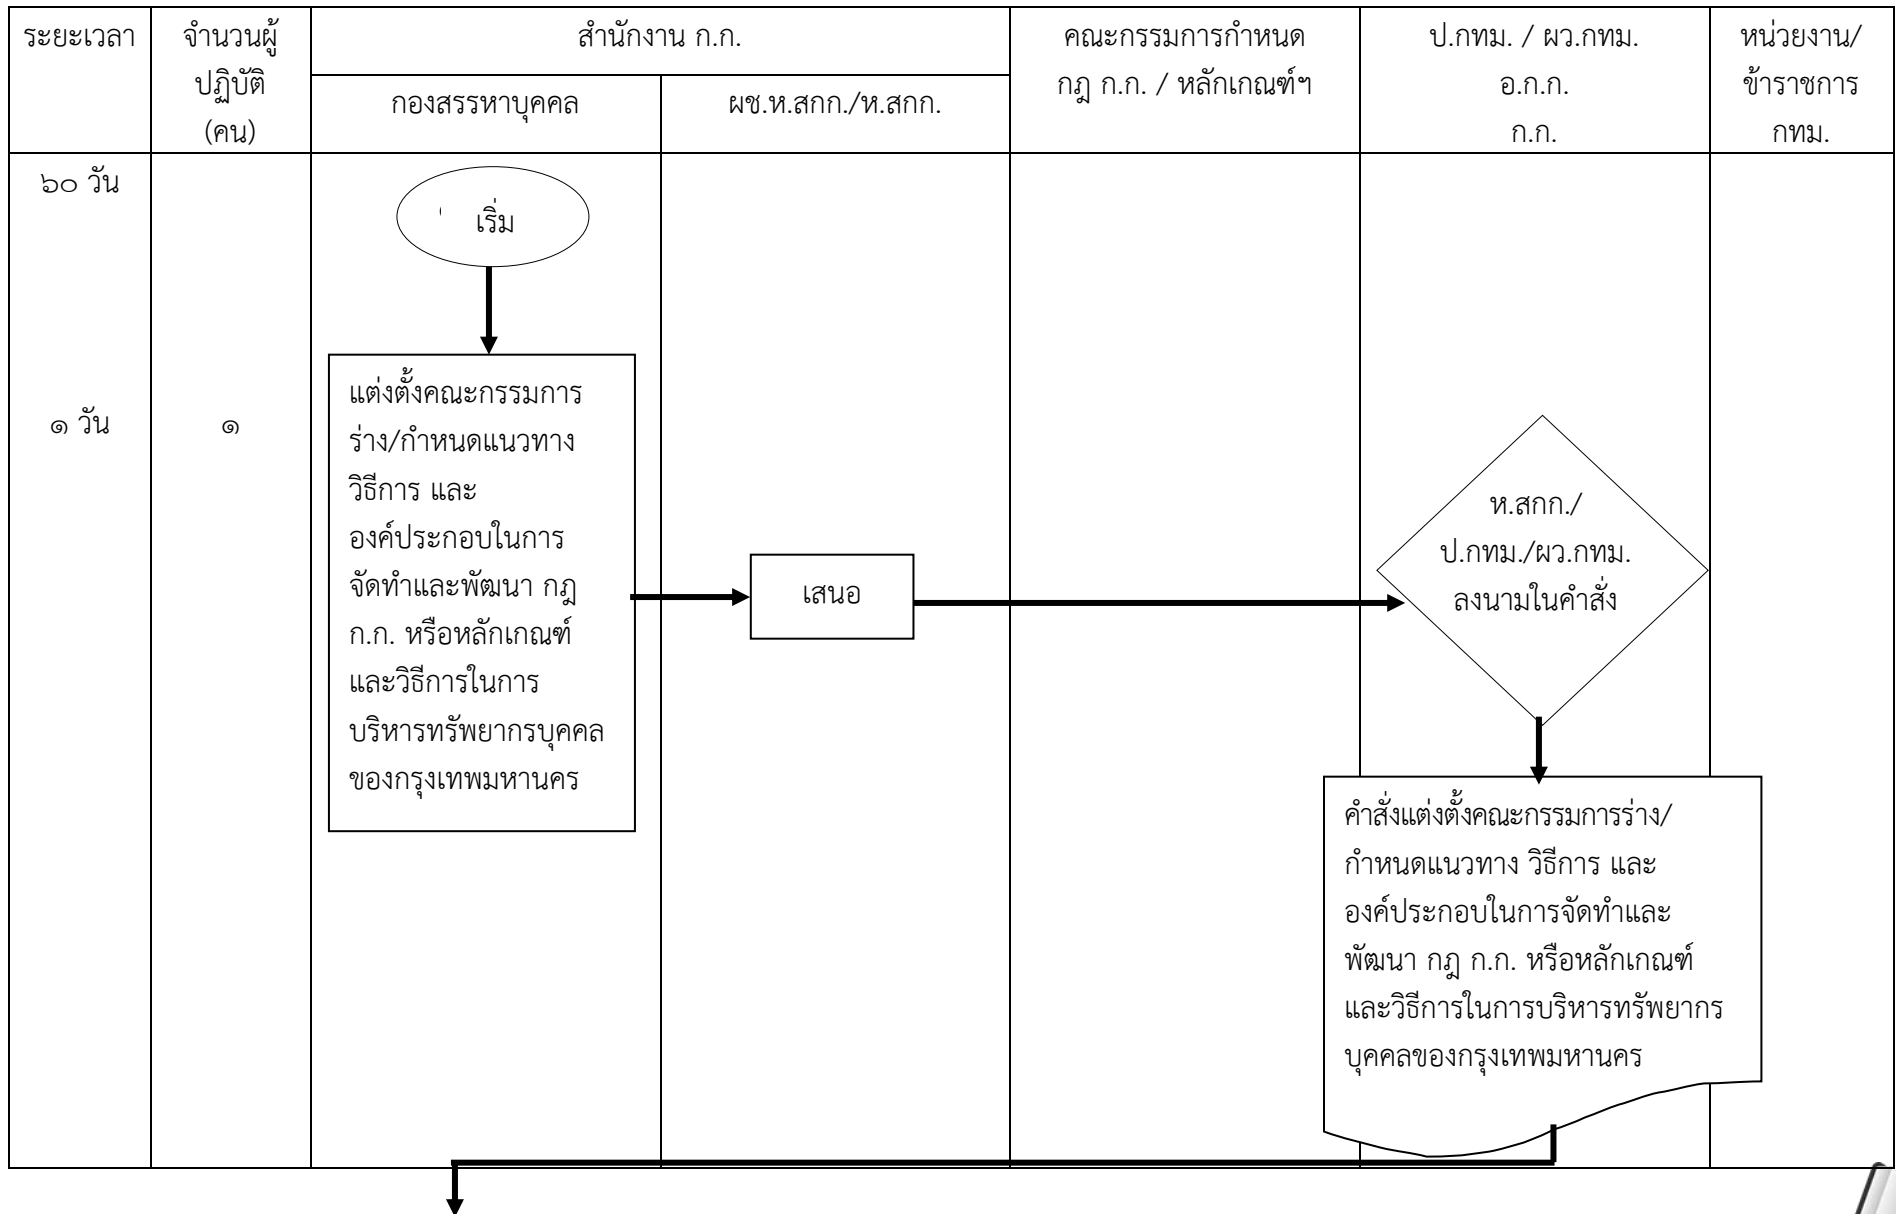 ระยะเวลา
จำนวนผู้
ปฏิบัติ
(คน)
สำนักงาน ก.ก.
กองสรรหาบุคคล
ผช.ห.สกก./ห.สกก.
คณะกรรมการกำหนด
กฎ ก.ก. / หลักเกณฑ์ฯ
ป.กทม. / ผว.กทม.
อ.ก.ก.
ก.ก.
หน่วยงาน/
ข้าราชการ
กทม.
๖๐ วัน
เริ่ม
๑ วัน
๑
แต่งตั้งคณะกรรมการ
ร่าง/กำหนดแนวทาง
วิธีการ และ
องค์ประกอบในการ
จัดทำและพัฒนา กฎ
ก.ก. หรือหลักเกณฑ์
และวิธีการในการ
บริหารทรัพยากรบุคคล
ของกรุงเทพมหานคร
เสนอ
ห.สกก./
ป.กทม./ผว.กทม.
ลงนามในคำสั่ง
คำสั่งแต่งตั้งคณะกรรมการร่าง/
กำหนดแนวทาง วิธีการ และ
องค์ประกอบในการจัดทำและ
พัฒนา กฎ ก.ก. หรือหลักเกณฑ์
และวิธีการในการบริหารทรัพยากร
บุคคลของกรุงเทพมหานคร